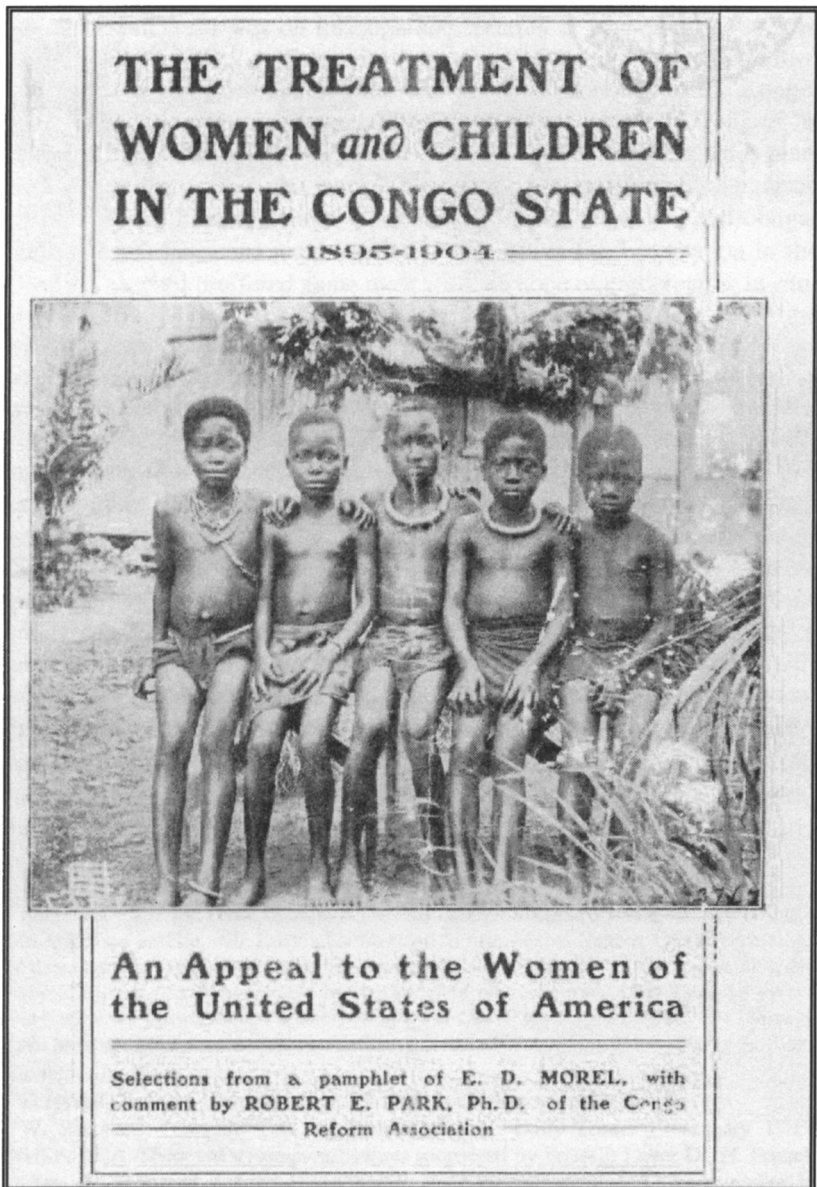 THE TREATMENT OF
WOMEN and CHILDREN
IN THE CONGO STATE
1895-1904
An Appeal to the Women of
the United States of America
Selections from a pamphlet of E. D. MOREL, with
comment by ROBERT E. PARK, Ph.D. of the Congo
Reform Association